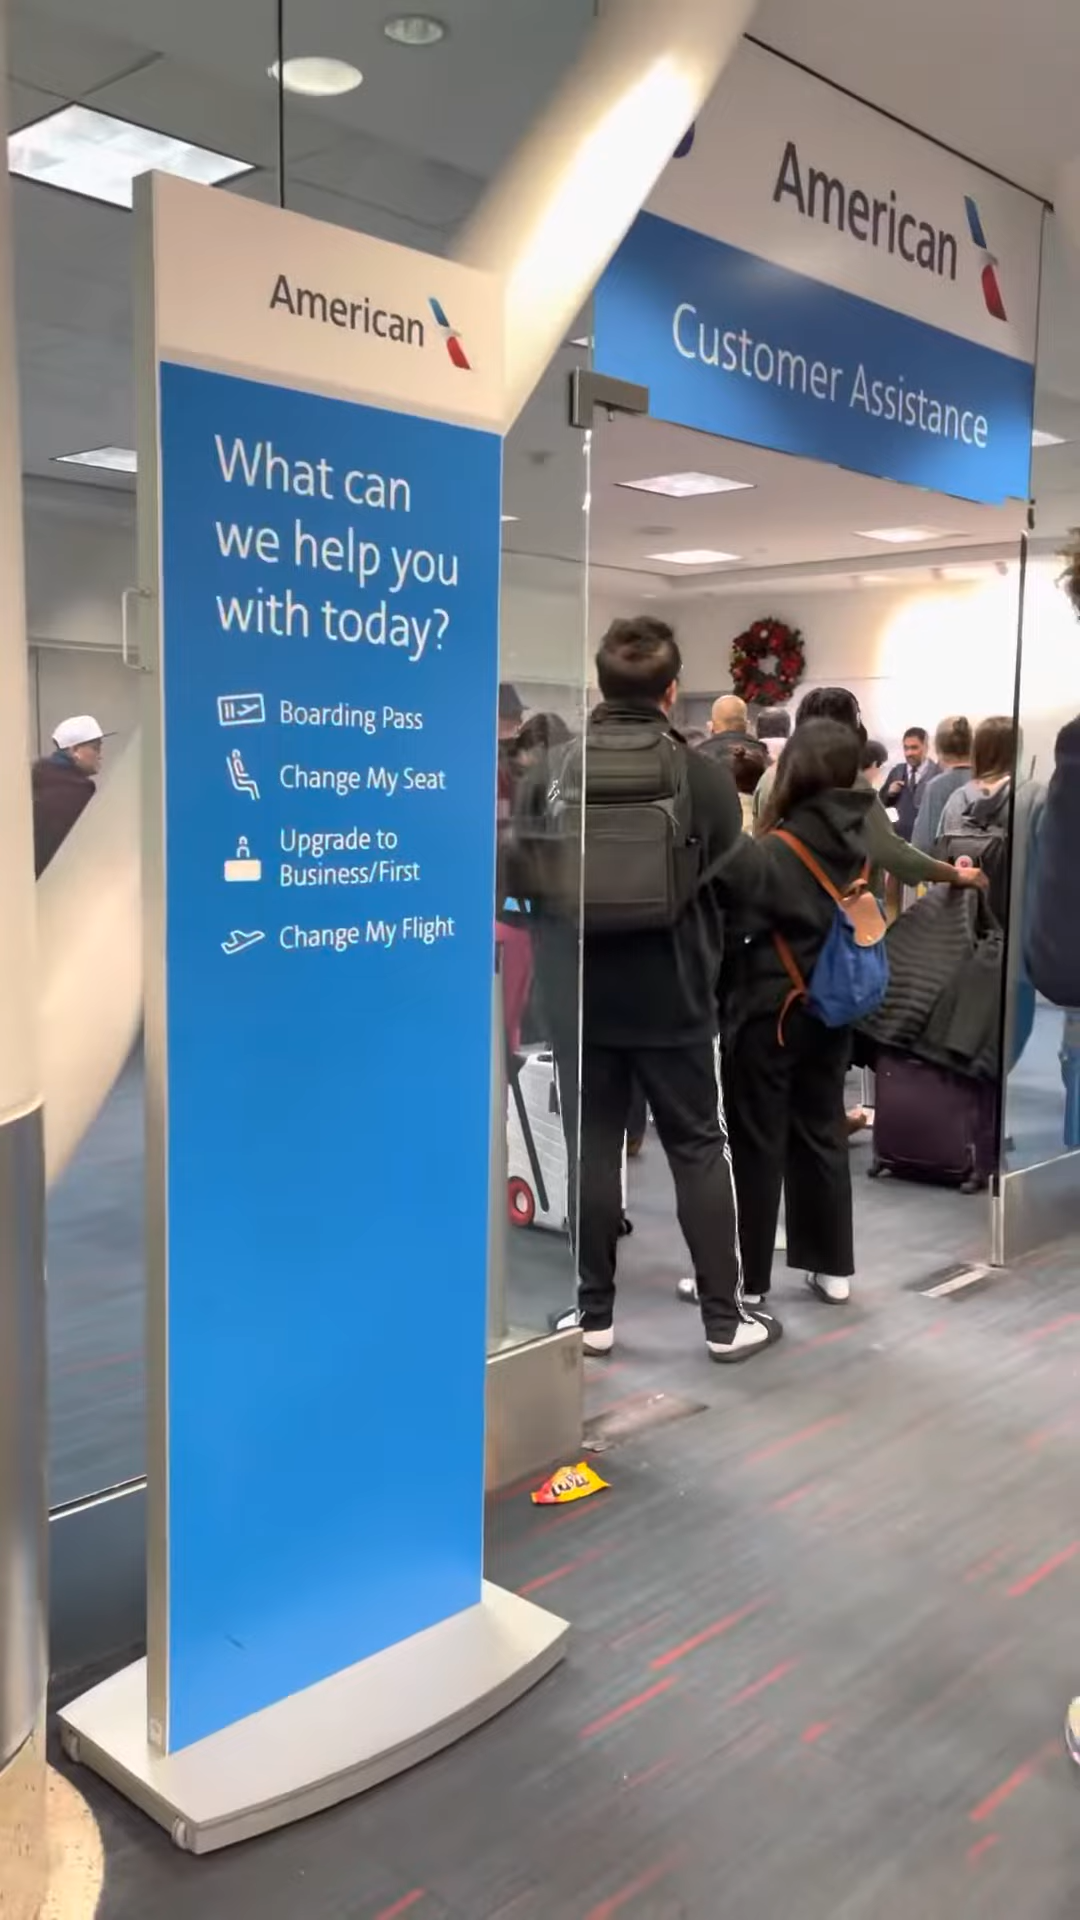 American
What can
we help you
with today?
Boarding Pass
Change My Seat
Upgrade to
Business/First
Change My Flight
American
Customer Assistance